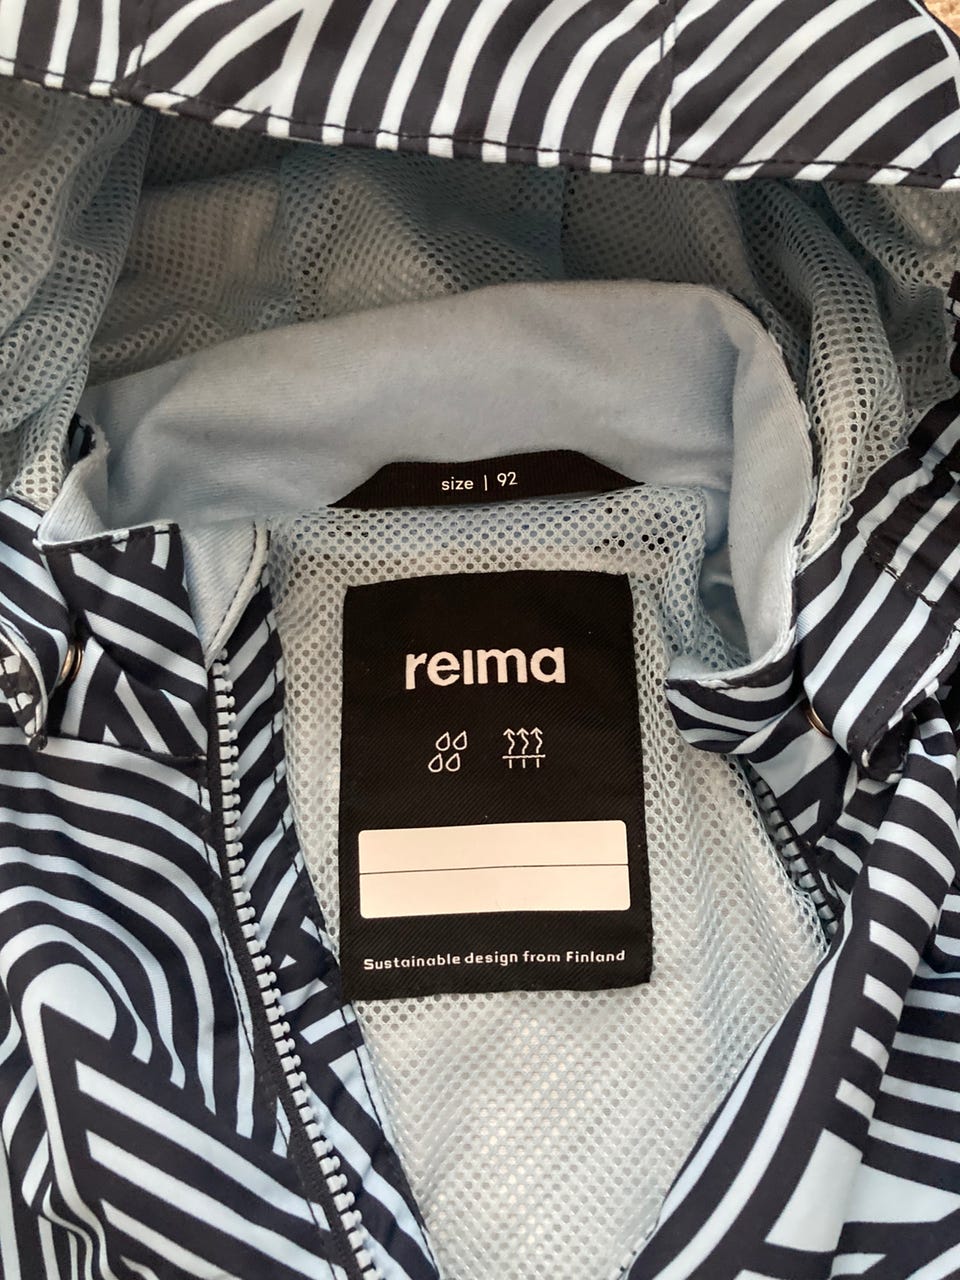 size | 92
reima
Sustainable design from Finland